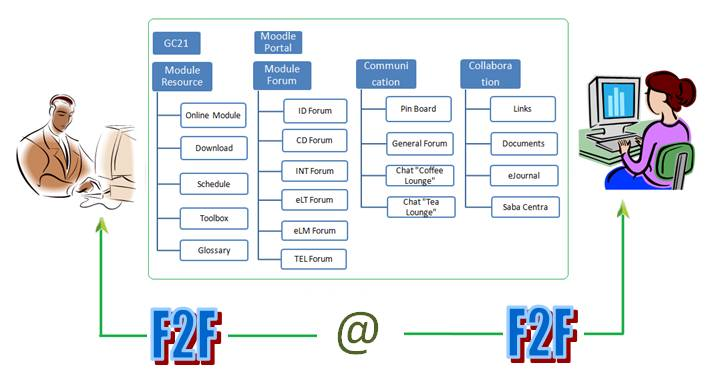 GC21
Moodle
Portal
Module
Resource
Online Module
Download
Schedule
Toolbox
Glossary
Module
Forum
ID Forum
CD Forum
INT Forum
eLT Forum
eLM Forum
TEL Forum
Communi
cation
Pin Board
General Forum
Chat "Coffee
Lounge"
Chat "Tea
Lounge"
Collabora
tion
Links
Documents
eJournal
Saba Centra
F2F
@
F2F